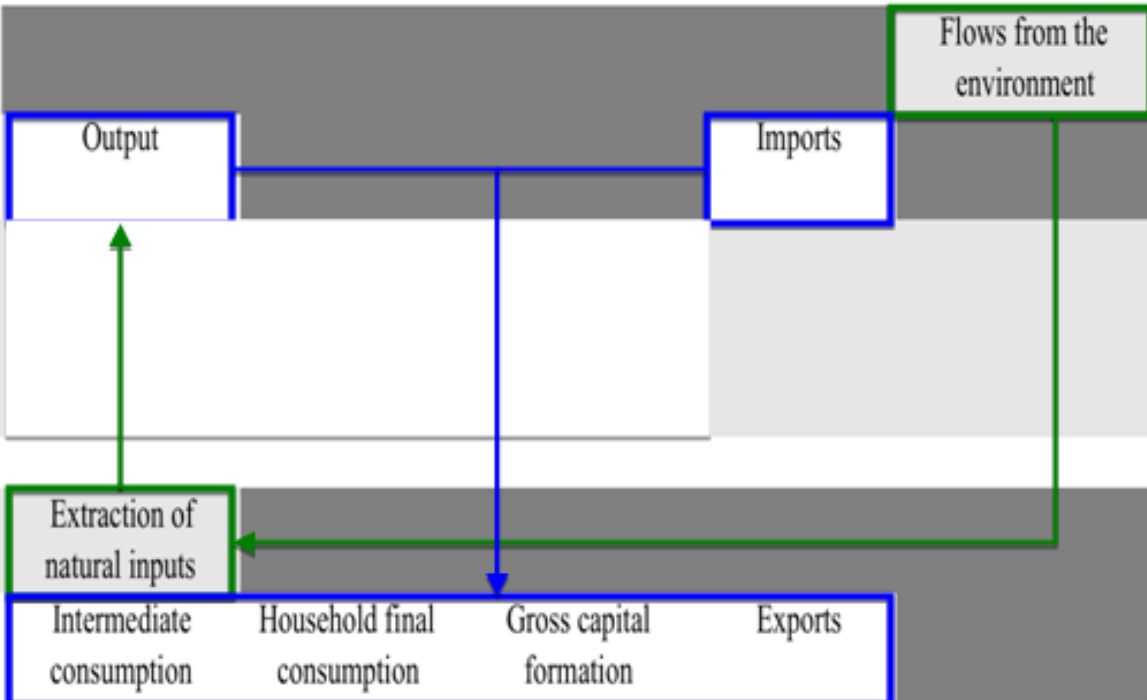 Flows from the
environment
Output
Imports
Extraction of
natural inputs
Intermediate
consumption
Household final
consumption
Gross capital
formation
Exports